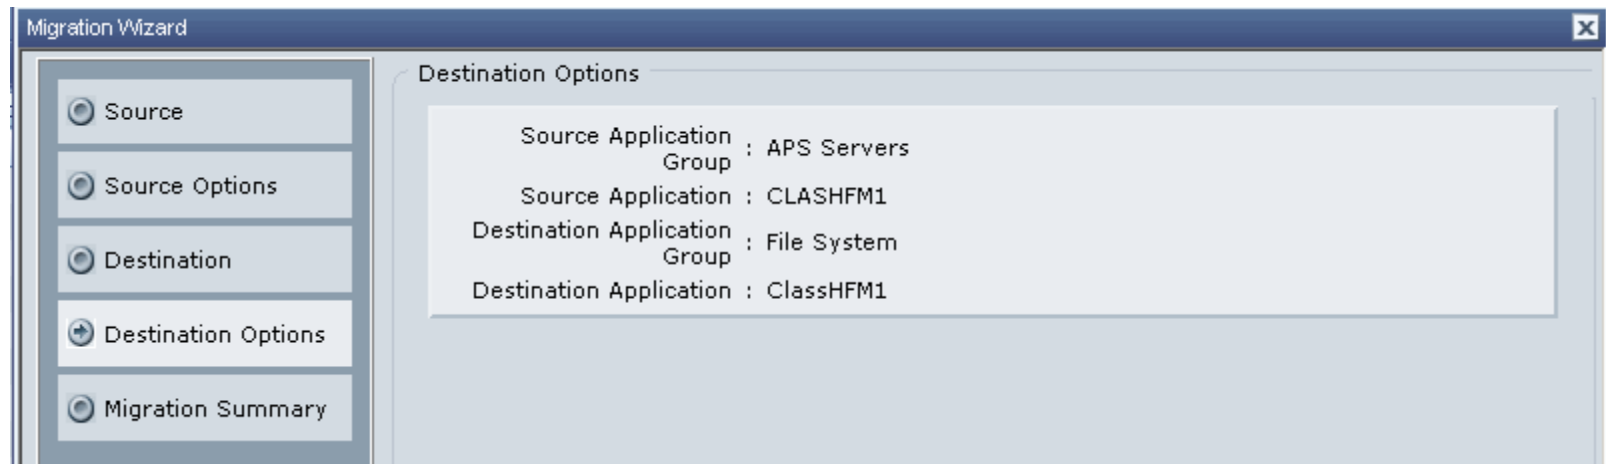 Migration Wizard
Source
Source Options
Destination
Destination Options
Migration Summary
Destination Options
Source Application
Group : APS Servers
Source Application : CLASHFM1
Destination Application
Group : File System
Destination Application : ClassHFM1